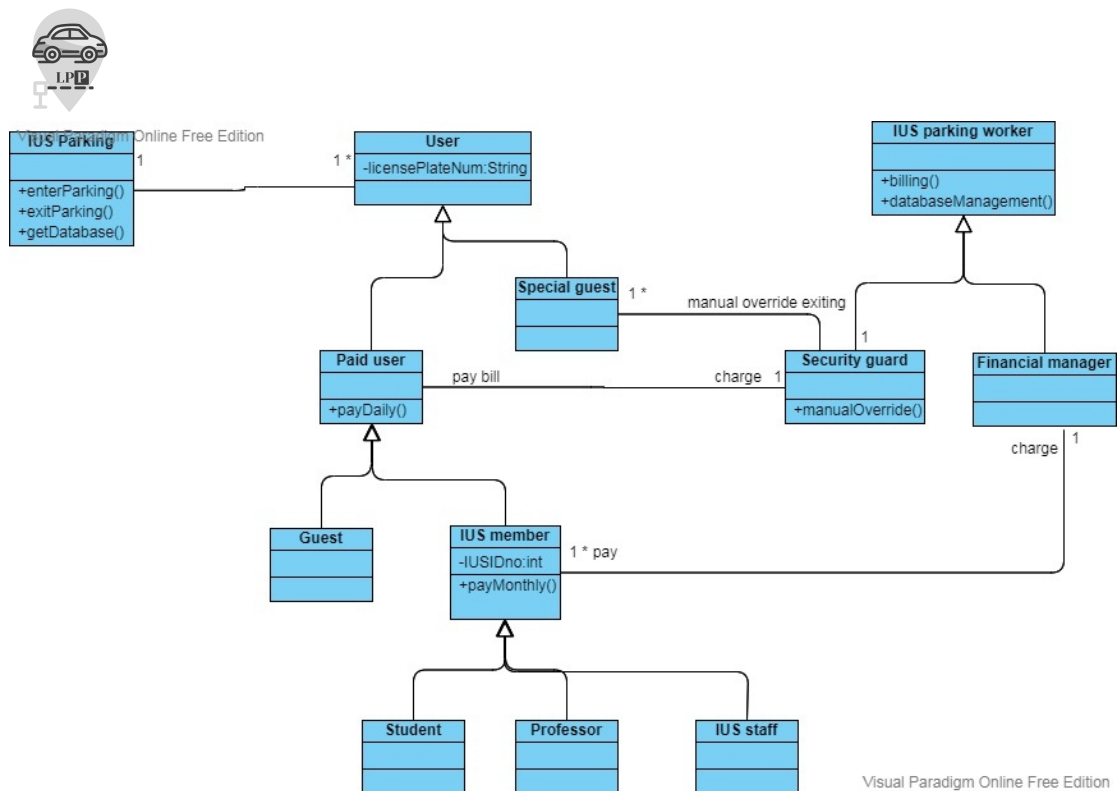 LPP
Visual Paradigm Online Free Edition
IUS Parking
+enterParking()
+exitParking()
+getDatabase()
1
1 *
User
-licensePlateNum:String
IUS parking worker
+billing()
+databaseManagement()
Special guest
1 *
manual override exiting
1
Paid user
+payDaily()
pay bill
charge
1
Security guard
+manualOverride()
Financial manager
charge
1
Guest
IUS member
-IUSIDno:int
+payMonthly()
1 * pay
Student
Professor
IUS staff
Visual Paradigm Online Free Edition